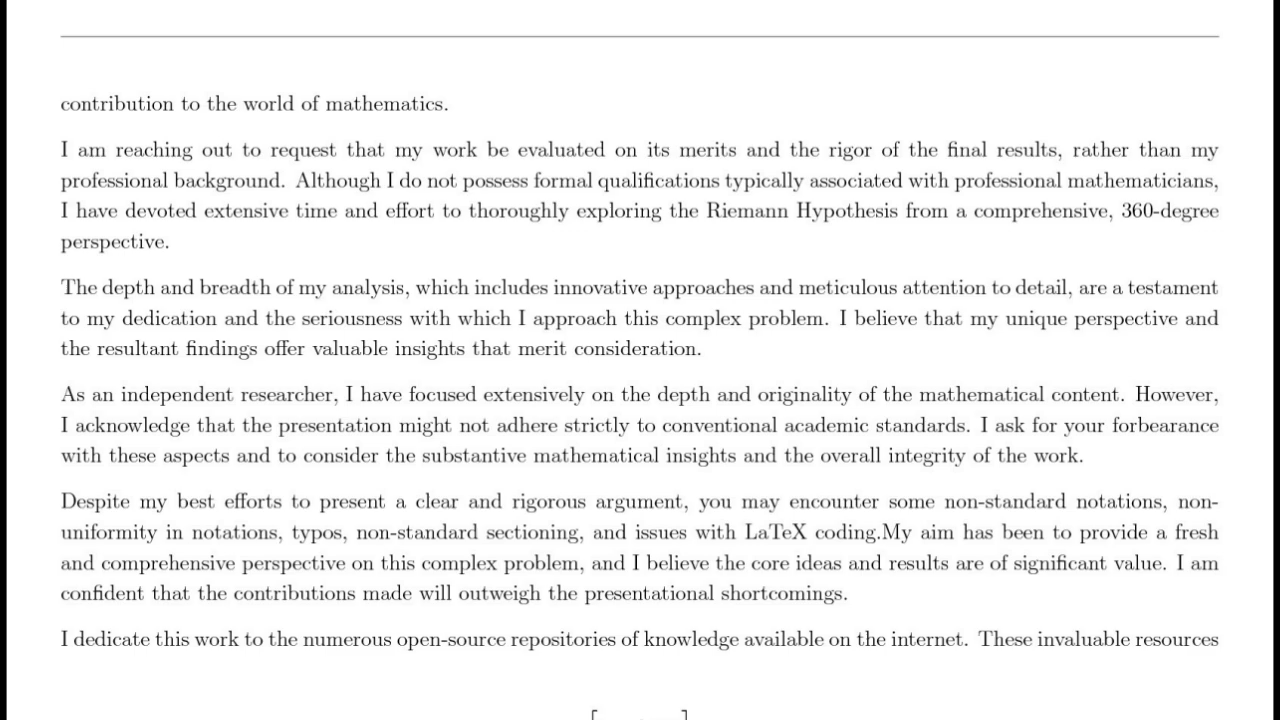 contribution to the world of mathematics.
I am reaching out to request that my work be evaluated on its merits and the rigor of the final results, rather than my
professional background. Although I do not possess formal qualifications typically associated with professional mathematicians,
I have devoted extensive time and effort to thoroughly exploring the Riemann Hypothesis from a comprehensive, 360-degree
perspective.
The depth and breadth of my analysis, which includes innovative approaches and meticulous attention to detail, are a testament
to my dedication and the seriousness with which I approach this complex problem. I believe that my unique perspective and
the resultant findings offer valuable insights that merit consideration.
As an independent researcher, I have focused extensively on the depth and originality of the mathematical content. However,
I acknowledge that the presentation might not adhere strictly to conventional academic standards. I ask for your forbearance
with these aspects and to consider the substantive mathematical insights and the overall integrity of the work.
Despite my best efforts to present a clear and rigorous argument, you may encounter some non-standard notations, non-
uniformity in notations, typos, non-standard sectioning, and issues with LaTeX coding.My aim has been to provide a fresh
and comprehensive perspective on this complex problem, and I believe the core ideas and results are of significant value. I am
confident that the contributions made will outweigh the presentational shortcomings.
I dedicate this work to the numerous open-source repositories of knowledge available on the internet. These invaluable resources